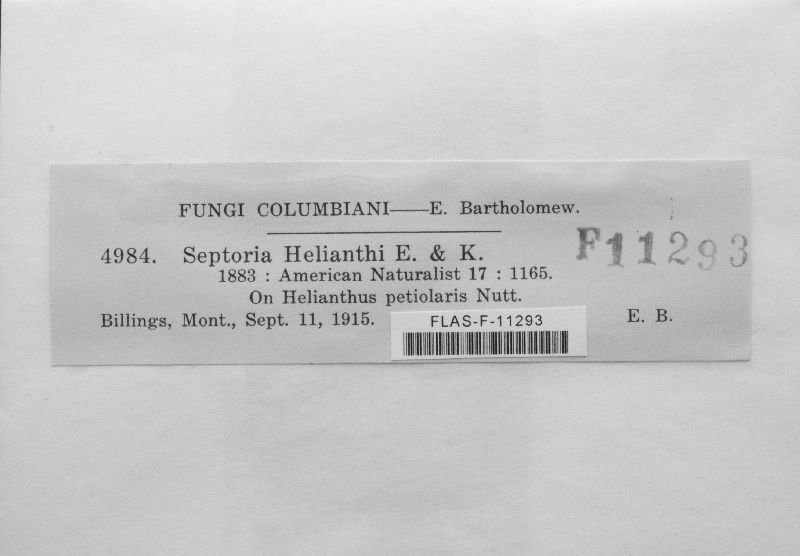 FUNGI COLUMBIANI——E. Bartholomew.
4984. Septoria Helianthi E. & K.
F11293
1883 : American Naturalist 17 : 1165.
On Helianthus petiolaris Nutt.
Billings, Mont., Sept. 11, 1915.
E. B.
FLAS-F-11293